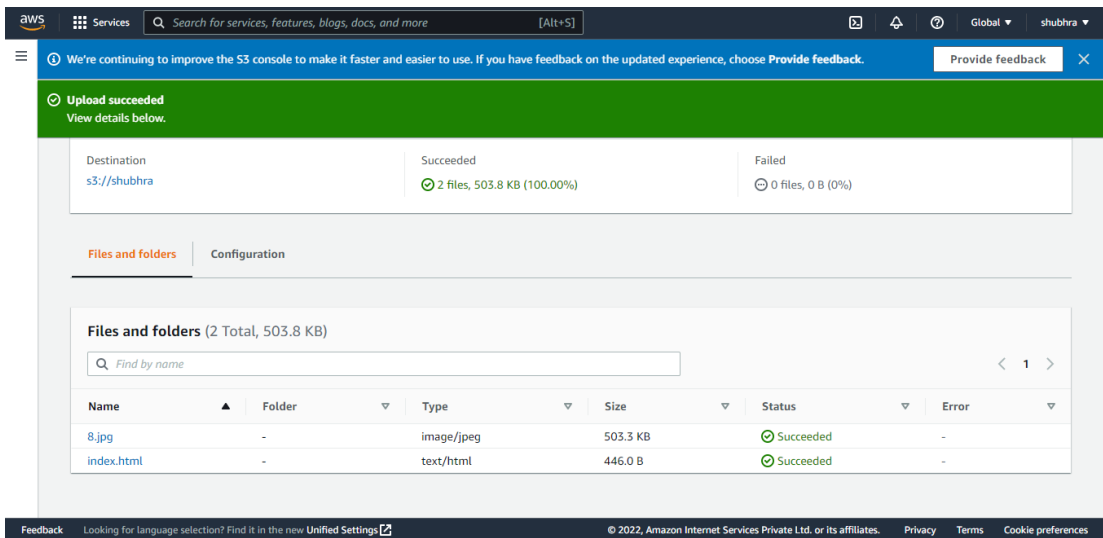 aws Services Search for services, features, blogs, docs, and more [Alt+S] Global shubhra
We're continuing to improve the S3 console to make it faster and easier to use. If you have feedback on the updated experience, choose Provide feedback. Provide feedback
Upload succeeded
View details below.
Destination Succeeded Failed
s3://shubhra 2 files, 503.8 KB (100.00%) 0 files, 0 B (0%)
Files and folders Configuration
Files and folders (2 Total, 503.8 KB)
Find by name 1
Name Folder Type Size Status Error
8.jpg - image/jpeg 503.3 KB Succeeded -
index.html - text/html 446.0 B Succeeded -
Feedback Looking for language selection? Find it in the new Unified Settings © 2022, Amazon Internet Services Private Ltd. or its affiliates. Privacy Terms Cookie preferences